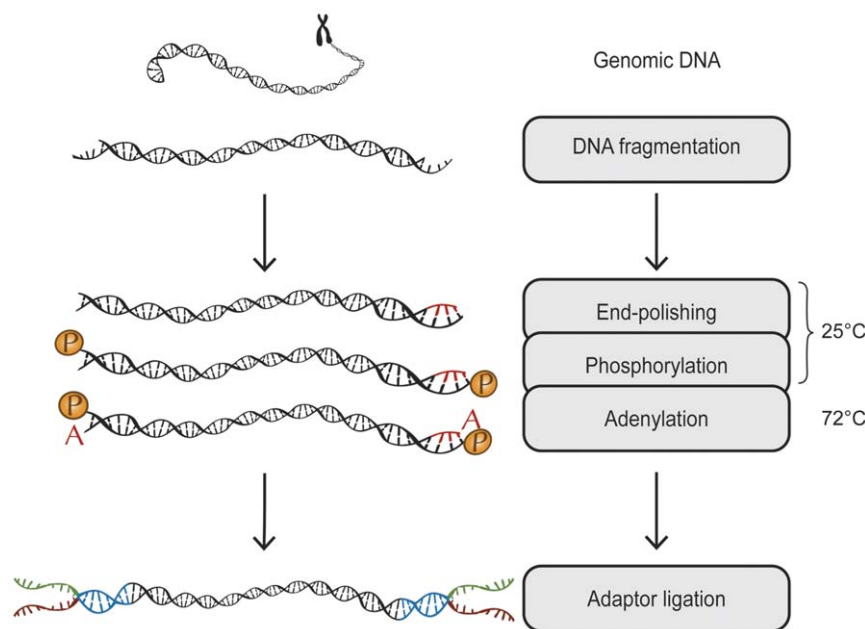 Genomic DNA
DNA fragmentation
End-polishing
25°C
P
Phosphorylation
P
P
A
A
Adenylation
72°C
P
Adaptor ligation